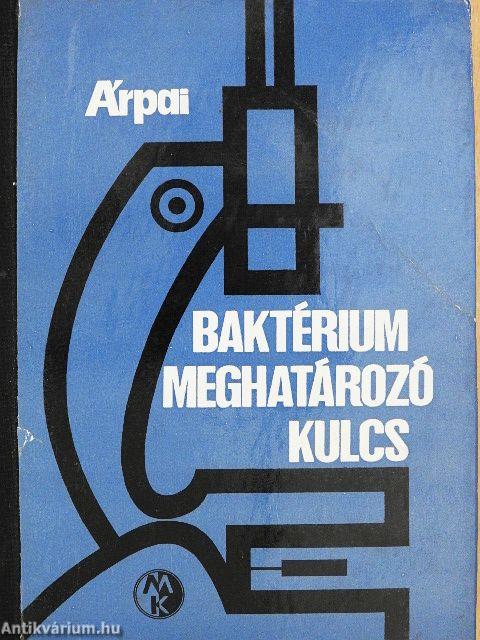 Árpai
BAKTÉRIUM
MEGHATÁROZÓ
KULCS
MK
Antikvárium.hu